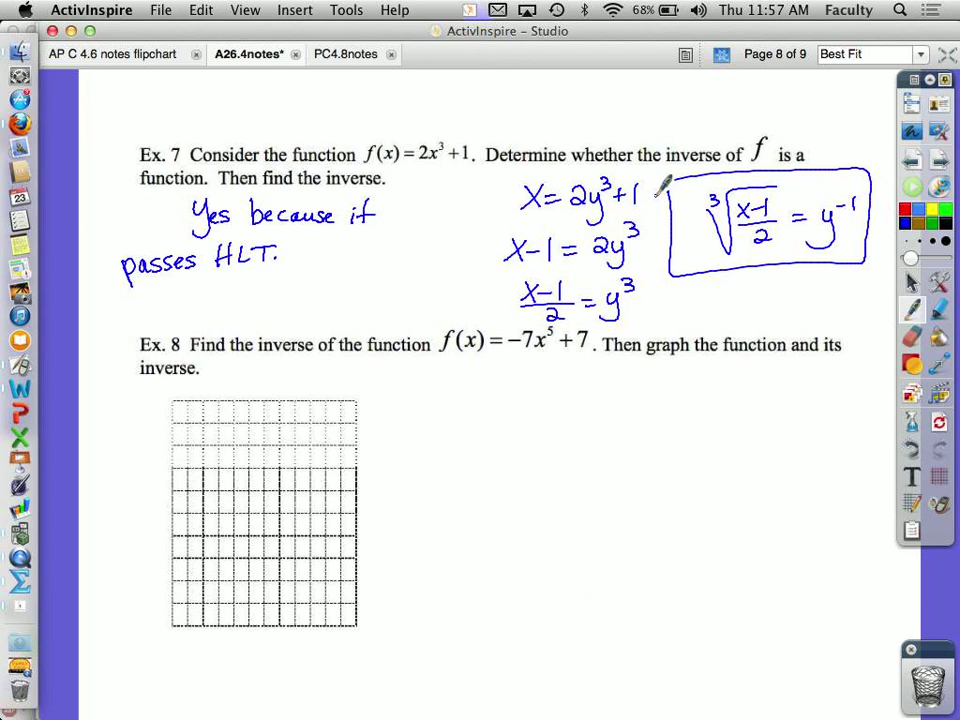 ActivInspire File Edit View Insert Tools Help 68% Thu 11:57 AM Faculty
ActivInspire - Studio
AP C 4.6 notes flipchart A26.4notes* PC4.8notes Page 8 of 9 Best Fit
Ex. 7 Consider the function f(x) = 2x³ +1. Determine whether the inverse of f is a
function. Then find the inverse.
Yes because it
passes HLT.
x = 2y³+1
x-1 = 2y³
x-1/2 = y³
³√x-1/2 = y⁻¹
Ex. 8 Find the inverse of the function f(x) = −7x⁵ +7. Then graph the function and its
inverse.